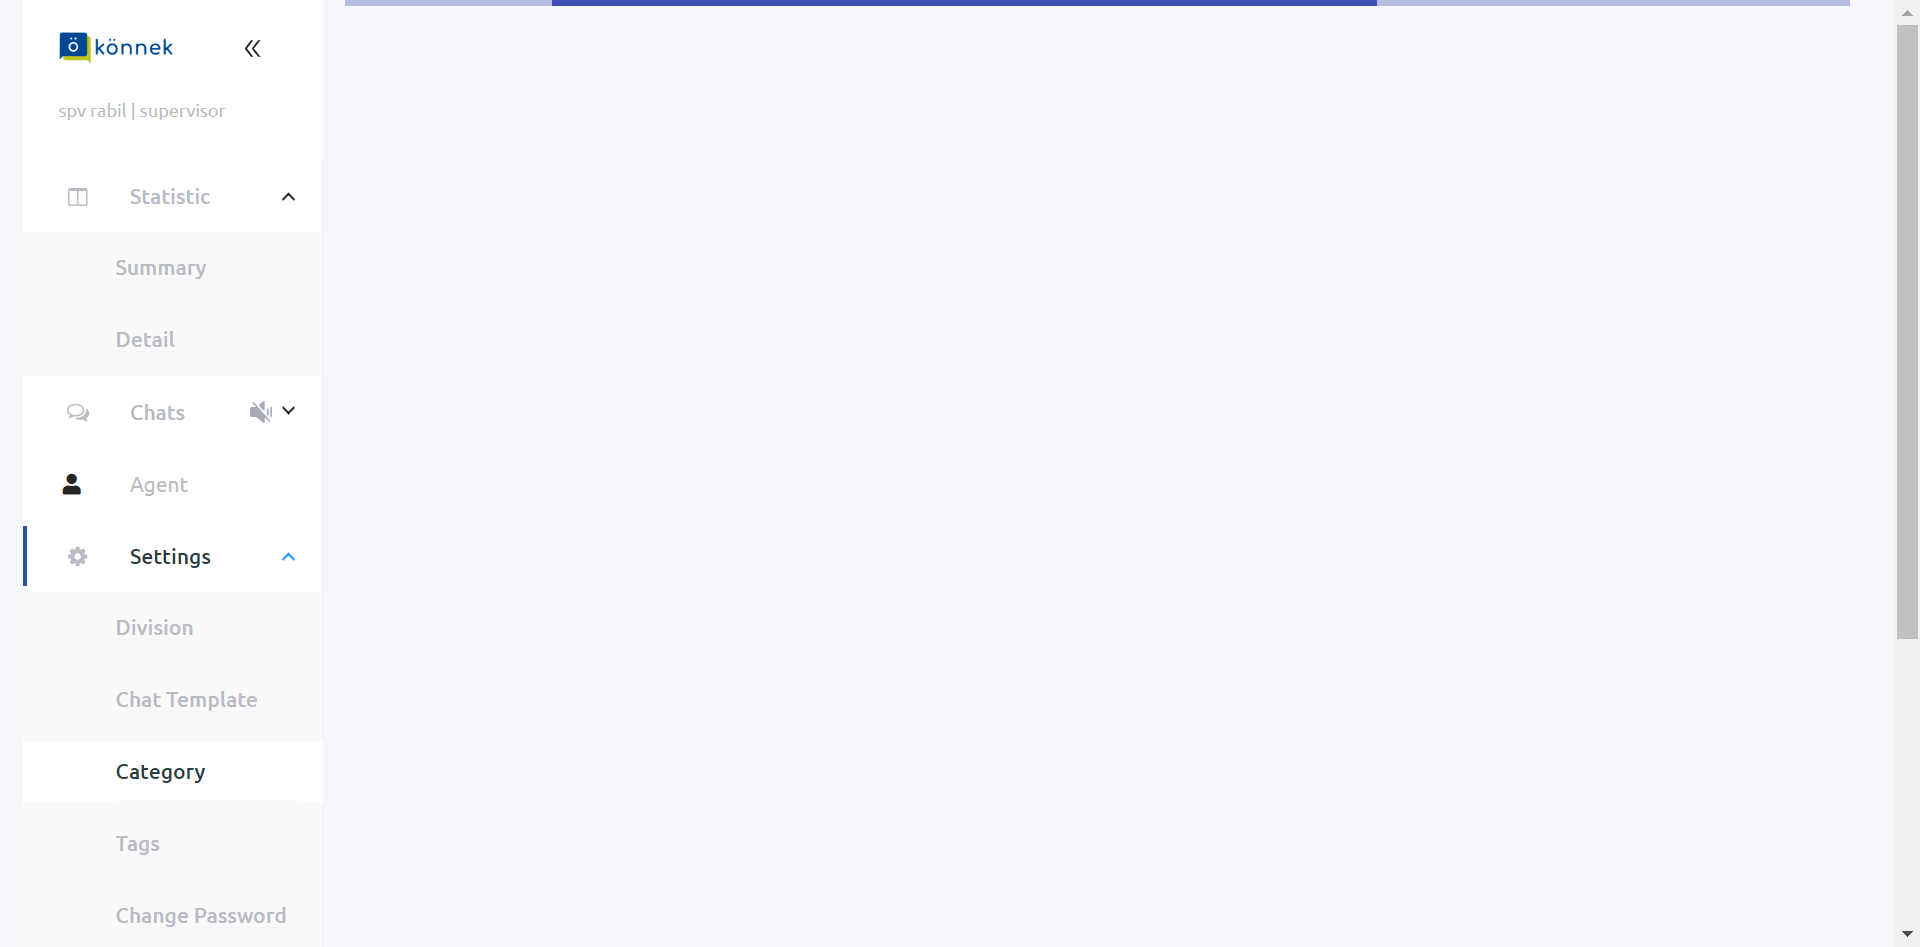 ö könnek
spv rabil | supervisor
Statistic
Summary
Detail
Chats
Agent
Settings
Division
Chat Template
Category
Tags
Change Password